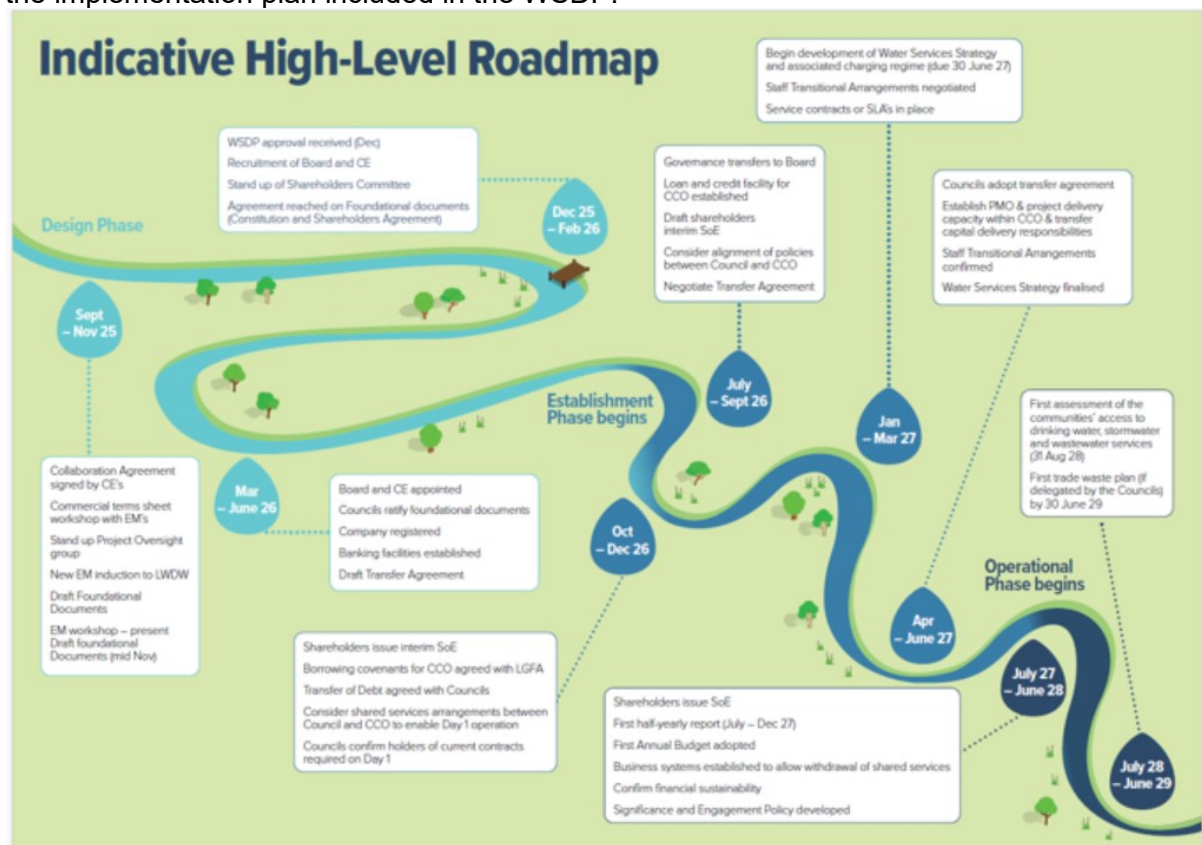 the implementation plan included in the WSDP.
Indicative High-Level Roadmap
Design Phase
Sept
– Nov 25
Collaboration Agreement
signed by CE's
Commercial terms sheet
workshop with EM's
Stand up Project Oversight
group
New EM induction to LWDW
Draft Foundational
Documents
EM workshop – present
Draft foundational
Documents (mid Nov)
WSDP approval received (Dec)
Recruitment of Board and CE
Stand up of Shareholders Committee
Agreement reached on Foundational documents
(Constitution and Shareholders Agreement)
Dec 25
– Feb 26
Mar
– June 26
Board and CE appointed
Councils ratify foundational documents
Company registered
Banking facilities established
Draft Transfer Agreement
Establishment
Phase begins
Governance transfers to Board
Loan and credit facility for
CCO established
Draft shareholders
interim SoE
Consider alignment of policies
between Council and CCO
Negotiate Transfer Agreement
July
– Sept 26
Oct
– Dec 26
Shareholders issue interim SoE
Borrowing covenants for CCO agreed with LGFA
Transfer of Debt agreed with Councils
Consider shared services arrangements between
Council and CCO to enable Day 1 operation
Councils confirm holders of current contracts
required on Day 1
Begin development of Water Services Strategy
and associated charging regime (due 30 June 27)
Staff Transitional Arrangements negotiated
Service contracts or SLA's in place
Jan
– Mar 27
Councils adopt transfer agreement
Establish PMO & project delivery
capacity within CCO & transfer
capital delivery responsibilities
Staff Transitional Arrangements
confirmed
Water Services Strategy finalised
Apr
– June 27
Operational
Phase begins
July 27
– June 28
Shareholders issue SoE
First half-yearly report (July – Dec 27)
First Annual Budget adopted
Business systems established to allow withdrawal of shared services
Confirm financial sustainability
Significance and Engagement Policy developed
First assessment of the
communities' access to
drinking water, stormwater
and wastewater services
(31 Aug 28)
First trade waste plan (if
delegated by the Councils)
by 30 June 29
July 28
– June 29